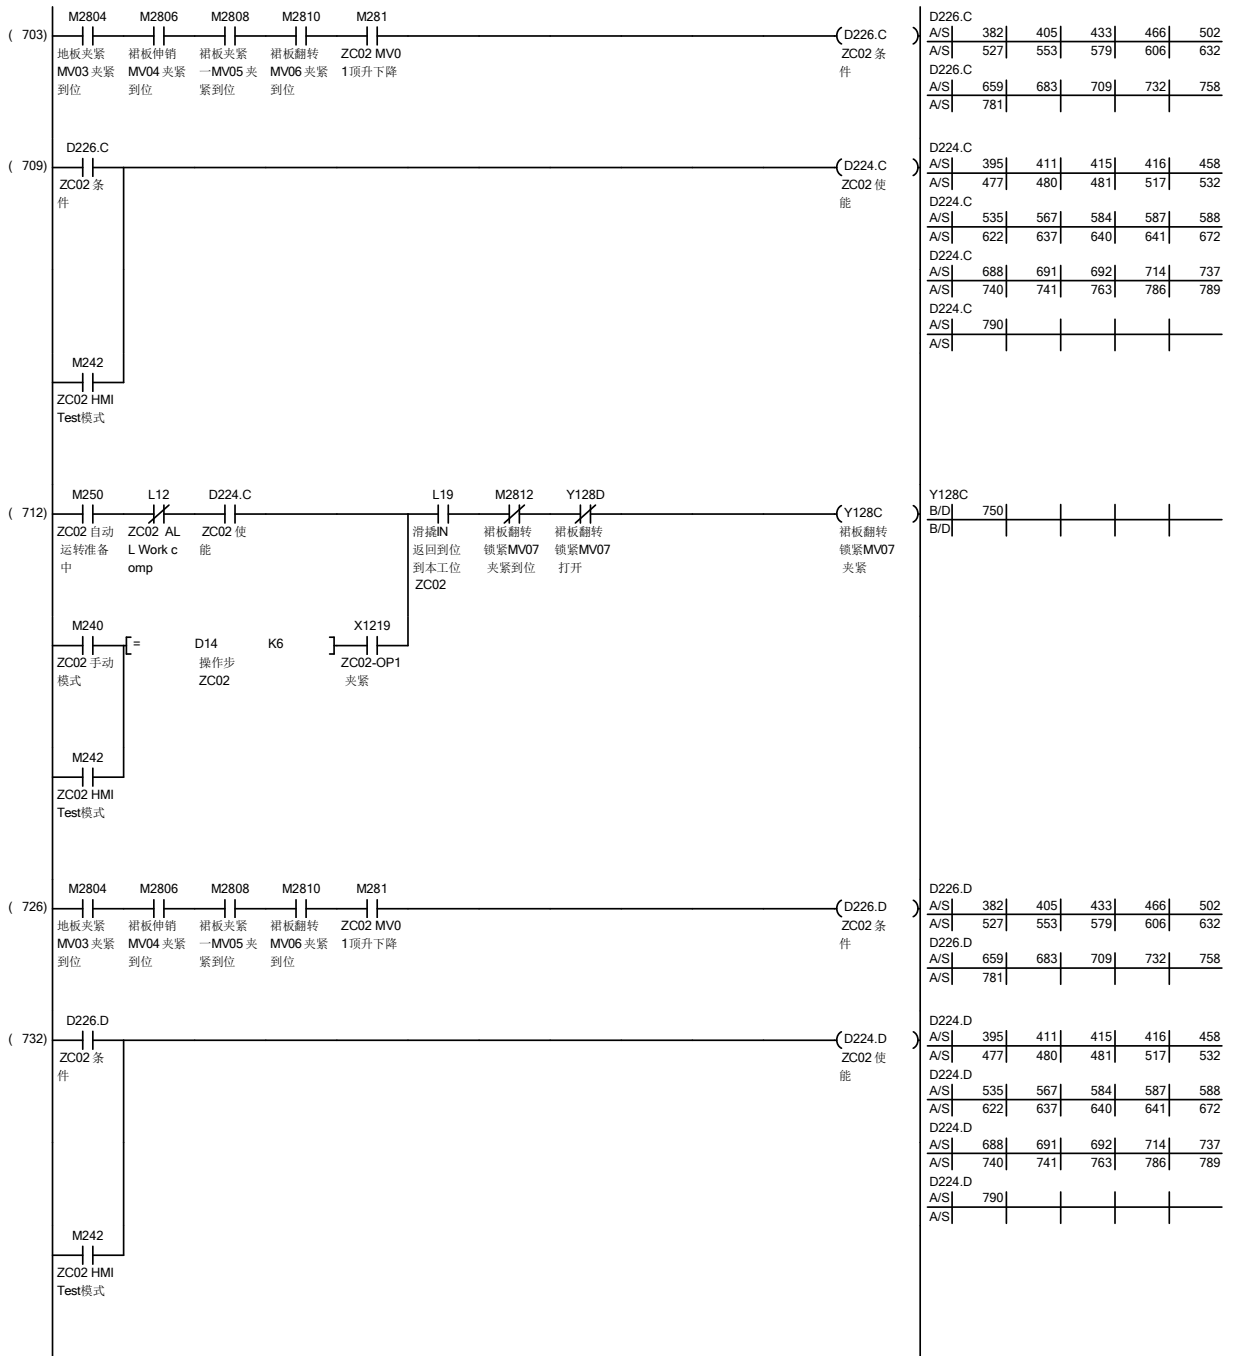 M2804 M2806 M2808 M2810 M281
( 703) (D226.C )
地板夹紧 裙板伸销 裙板夹紧 裙板翻转 ZC02 MV0 ZC02 条
MV03 夹紧 MV04 夹紧 一MV05 夹 MV06 夹紧 1顶升下降 件
到位 到位 紧到位 到位
D226.C
A/S 382 405 433 466 502
A/S 527 553 579 606 632
D226.C
A/S 659 683 709 732 758
A/S 781
D226.C
( 709) (D224.C )
ZC02 条 ZC02 使
件 能
D224.C
A/S 395 411 415 416 458
A/S 477 480 481 517 532
D224.C
A/S 535 567 584 587 588
A/S 622 637 640 641 672
D224.C
A/S 688 691 692 714 737
A/S 740 741 763 786 789
D224.C
A/S 790
A/S
M242
ZC02 HMI
Test模式
M250 L12 D224.C L19 M2812 Y128D
( 712) (Y128C )
ZC02 自动 ZC02 AL ZC02 使 滑撬IN 裙板翻转 裙板翻转 裙板翻转
运转准备 L Work c 能 返回到位 锁紧MV07 锁紧MV07 锁紧MV07
中 omp 到本工位 夹紧到位 打开 夹紧
ZC02
Y128C
B/D 750
B/D
M240 X1219
[= D14 K6 ]
ZC02 手动 操作步 ZC02-OP1
模式 ZC02 夹紧
M242
ZC02 HMI
Test模式
M2804 M2806 M2808 M2810 M281
( 726) (D226.D )
地板夹紧 裙板伸销 裙板夹紧 裙板翻转 ZC02 MV0 ZC02 条
MV03 夹紧 MV04 夹紧 一MV05 夹 MV06 夹紧 1顶升下降 件
到位 到位 紧到位 到位
D226.D
A/S 382 405 433 466 502
A/S 527 553 579 606 632
D226.D
A/S 659 683 709 732 758
A/S 781
D226.D
( 732) (D224.D )
ZC02 条 ZC02 使
件 能
D224.D
A/S 395 411 415 416 458
A/S 477 480 481 517 532
D224.D
A/S 535 567 584 587 588
A/S 622 637 640 641 672
D224.D
A/S 688 691 692 714 737
A/S 740 741 763 786 789
D224.D
A/S 790
A/S
M242
ZC02 HMI
Test模式